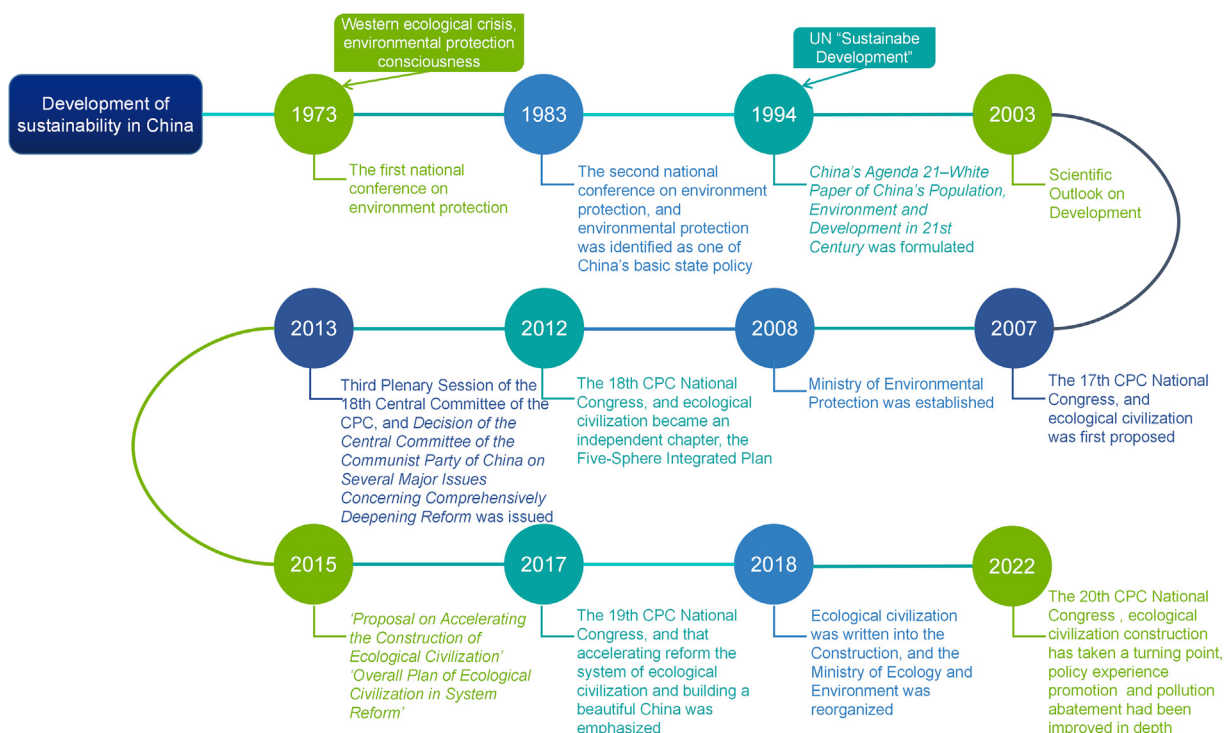 Western ecological crisis,
environmental protection
consciousness
UN “Sustainabe
Development”
Development of
sustainability in China
1973
1983
1994
2003
The first national
conference on
environment protection
The second national
conference on environment
protection, and
environmental protection
was identified as one of
China’s basic state policy
China’s Agenda 21–White
Paper of China’s Population,
Environment and
Development in 21st
Century was formulated
Scientific
Outlook on
Development
2007
The 17th CPC National
Congress, and
ecological civilization
was first proposed
2008
Ministry of Environmental
Protection was established
2012
The 18th CPC National
Congress, and ecological
civilization became an
independent chapter, the
Five-Sphere Integrated Plan
2013
Third Plenary Session of the
18th Central Committee of the
CPC, and Decision of the
Central Committee of the
Communist Party of China on
Several Major Issues
Concerning Comprehensively
Deepening Reform was issued
2015
‘Proposal on Accelerating
the Construction of
Ecological Civilization’
‘Overall Plan of Ecological
Civilization in System
Reform’
2017
The 19th CPC National
Congress, and that
accelerating reform the
system of ecological
civilization and building a
beautiful China was
emphasized
2018
Ecological civilization
was written into the
Construction, and the
Ministry of Ecology and
Environment was
reorganized
2022
The 20th CPC National
Congress , ecological
civilization construction
has taken a turning point,
policy experience
promotion and pollution
abatement had been
improved in depth